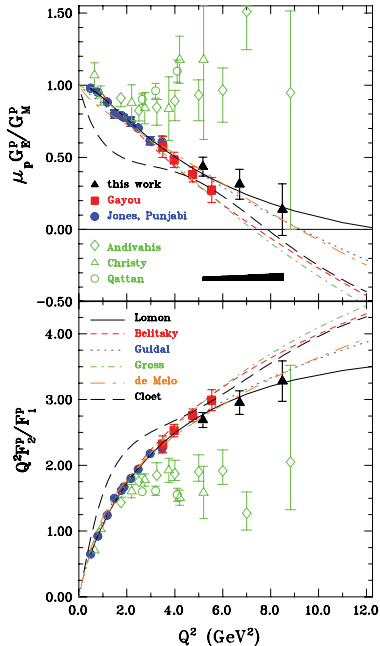 μ_p G_E^p/G_M^p
1.50
1.00
0.50
0.00
−0.50
this work
Gayou
Jones, Punjabi
Andivahis
Christy
Qattan
Q²F₂^p/F₁^p
4.00
3.00
2.00
1.00
0.00
Lomon
Belitsky
Guidal
Gross
de Melo
Cloet
0.0 2.0 4.0 6.0 8.0 10.0 12.0
Q² (GeV²)